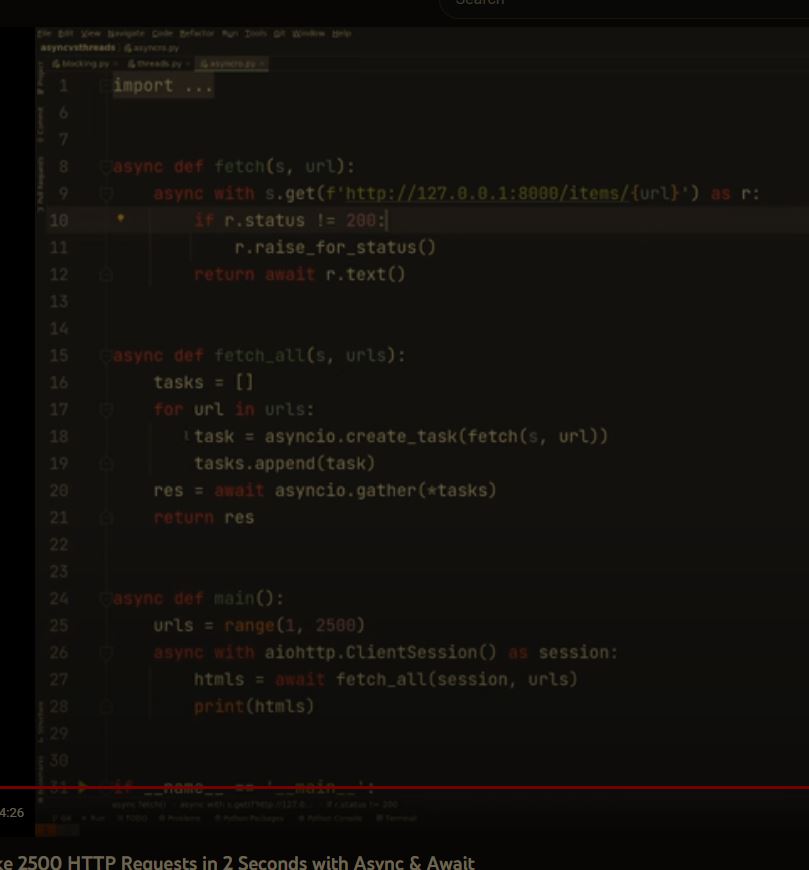 Search
File Edit View Navigate Code Refactor Run Tools Git Window Help
asyncvsthreads asyncro.py
blocking.py threads.py asyncro.py
1 import ...
6
7
8 async def fetch(s, url):
9 async with s.get(f'http://127.0.0.1:8000/items/{url}') as r:
10 if r.status != 200:
11 r.raise_for_status()
12 return await r.text()
13
14
15 async def fetch_all(s, urls):
16 tasks = []
17 for url in urls:
18 task = asyncio.create_task(fetch(s, url))
19 tasks.append(task)
20 res = await asyncio.gather(*tasks)
21 return res
22
23
24 async def main():
25 urls = range(1, 2500)
26 async with aiohttp.ClientSession() as session:
27 htmls = await fetch_all(session, urls)
28 print(htmls)
29
30
31 if __name__ == '__main__':
async fetch() async with s.get(f'http://127.0... if r.status != 200
4:26
Git Run TODO Problems Python Packages Python Console Terminal
ke 2500 HTTP Requests in 2 Seconds with Async & Await